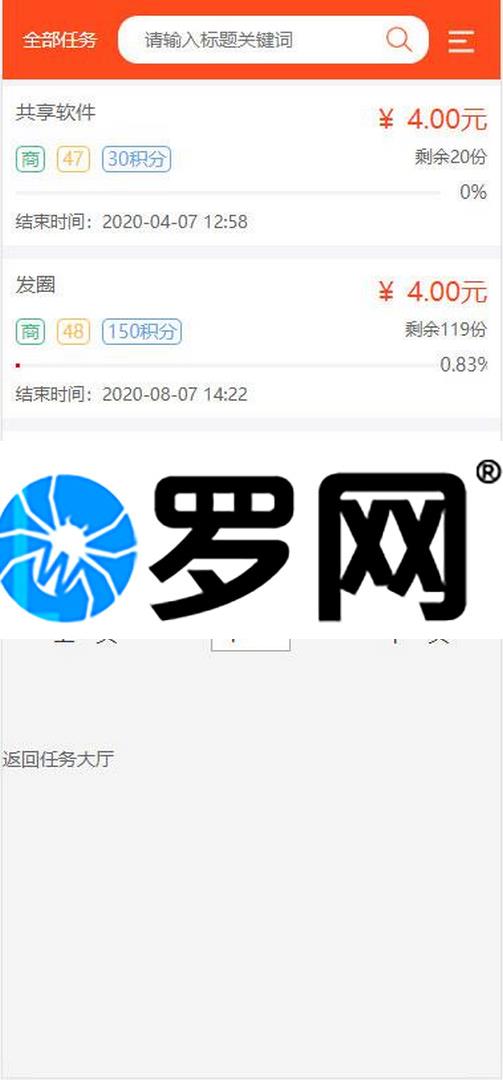 全部任务 请输入标题关键词
共享软件 ¥ 4.00元
商 47 30积分 剩余20份
0%
结束时间：2020-04-07 12:58
发圈 ¥ 4.00元
商 48 150积分 剩余119份
0.83%
结束时间：2020-08-07 14:22
罗网®
返回任务大厅